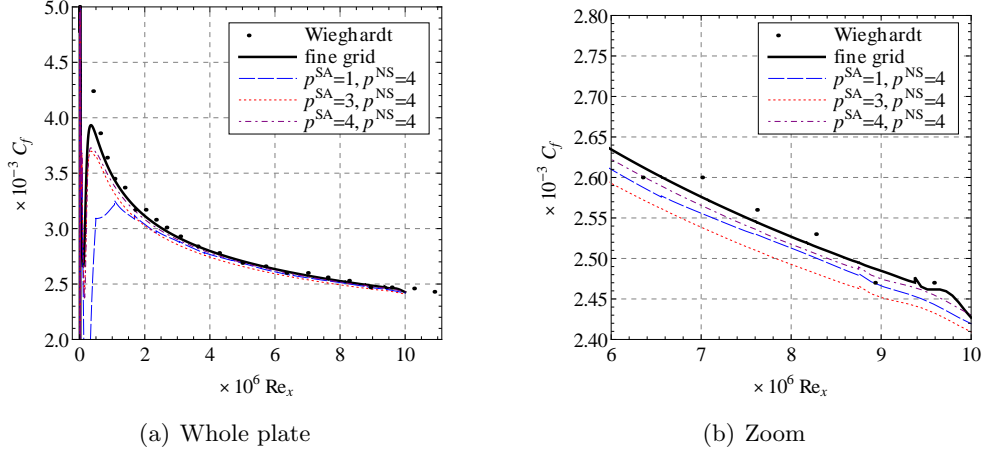 5.0
4.5
4.0
3.5
3.0
2.5
2.0
× 10⁻³ C_f
0 2 4 6 8 10
× 10⁶ Re_x
Wieghardt
fine grid
p^SA=1, p^NS=4
p^SA=3, p^NS=4
p^SA=4, p^NS=4
(a) Whole plate
2.80
2.75
2.70
2.65
2.60
2.55
2.50
2.45
2.40
× 10⁻³ C_f
6 7 8 9 10
× 10⁶ Re_x
Wieghardt
fine grid
p^SA=1, p^NS=4
p^SA=3, p^NS=4
p^SA=4, p^NS=4
(b) Zoom